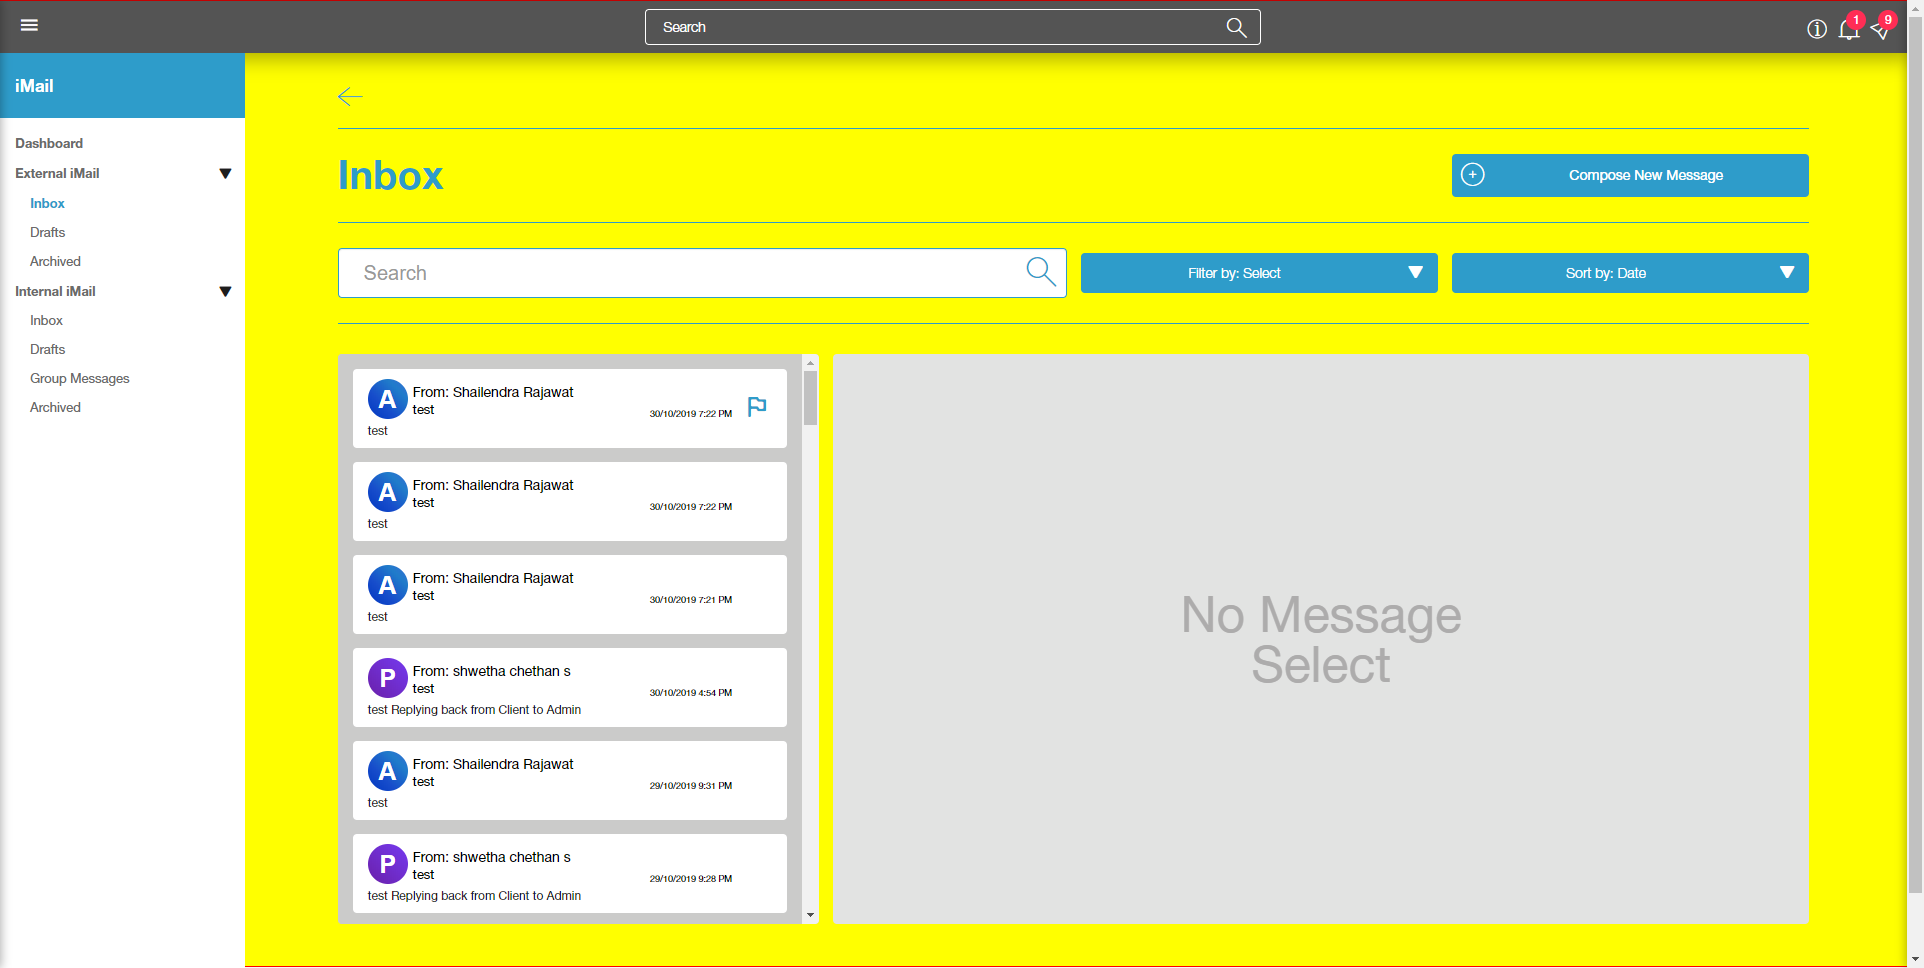 Search
1
9
iMail
Dashboard
External iMail
Inbox
Drafts
Archived
Internal iMail
Inbox
Drafts
Group Messages
Archived
Inbox
Compose New Message
Search
Filter by: Select
Sort by: Date
A
From: Shailendra Rajawat
test
30/10/2019 7:22 PM
test
A
From: Shailendra Rajawat
test
30/10/2019 7:22 PM
test
A
From: Shailendra Rajawat
test
30/10/2019 7:21 PM
test
P
From: shwetha chethan s
test
30/10/2019 4:54 PM
test Replying back from Client to Admin
A
From: Shailendra Rajawat
test
29/10/2019 9:31 PM
test
P
From: shwetha chethan s
test
29/10/2019 9:28 PM
test Replying back from Client to Admin
No Message
Select